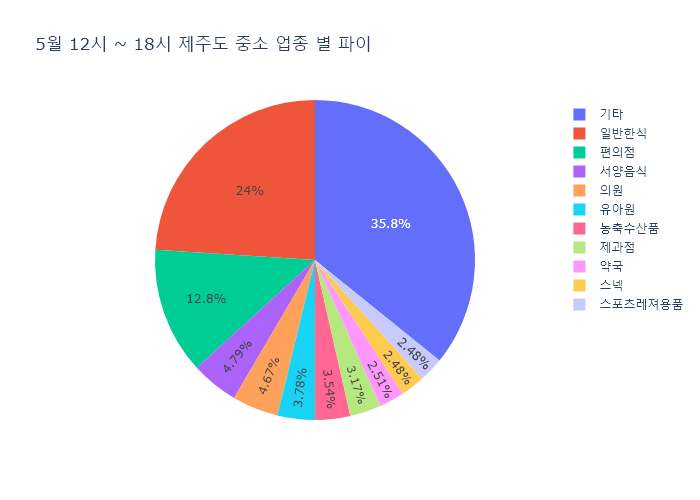 5월 12시 ~ 18시 제주도 중소 업종 별 파이
기타
일반한식
편의점
서양음식
의원
유아원
농축수산품
제과점
약국
스넥
스포츠레져용품
35.8%
24%
12.8%
4.79%
4.67%
3.78%
3.54%
3.17%
2.51%
2.48%
2.48%